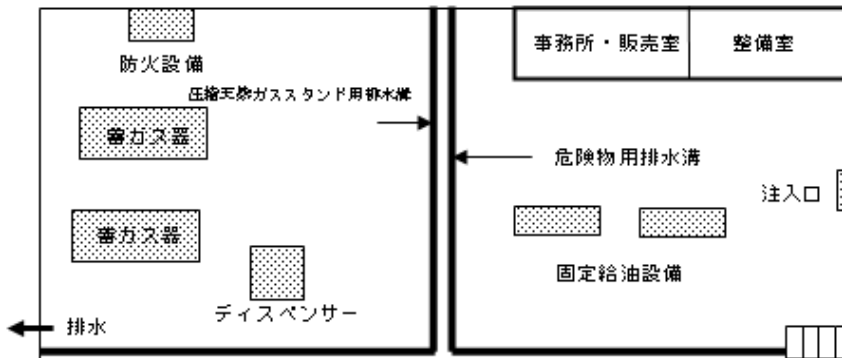 事務所・販売室
整備室
防火設備
圧縮天然ガススタンド用排水溝
蓄ガス器
危険物用排水溝
注入口
蓄ガス器
固定給油設備
ディスペンサー
排水